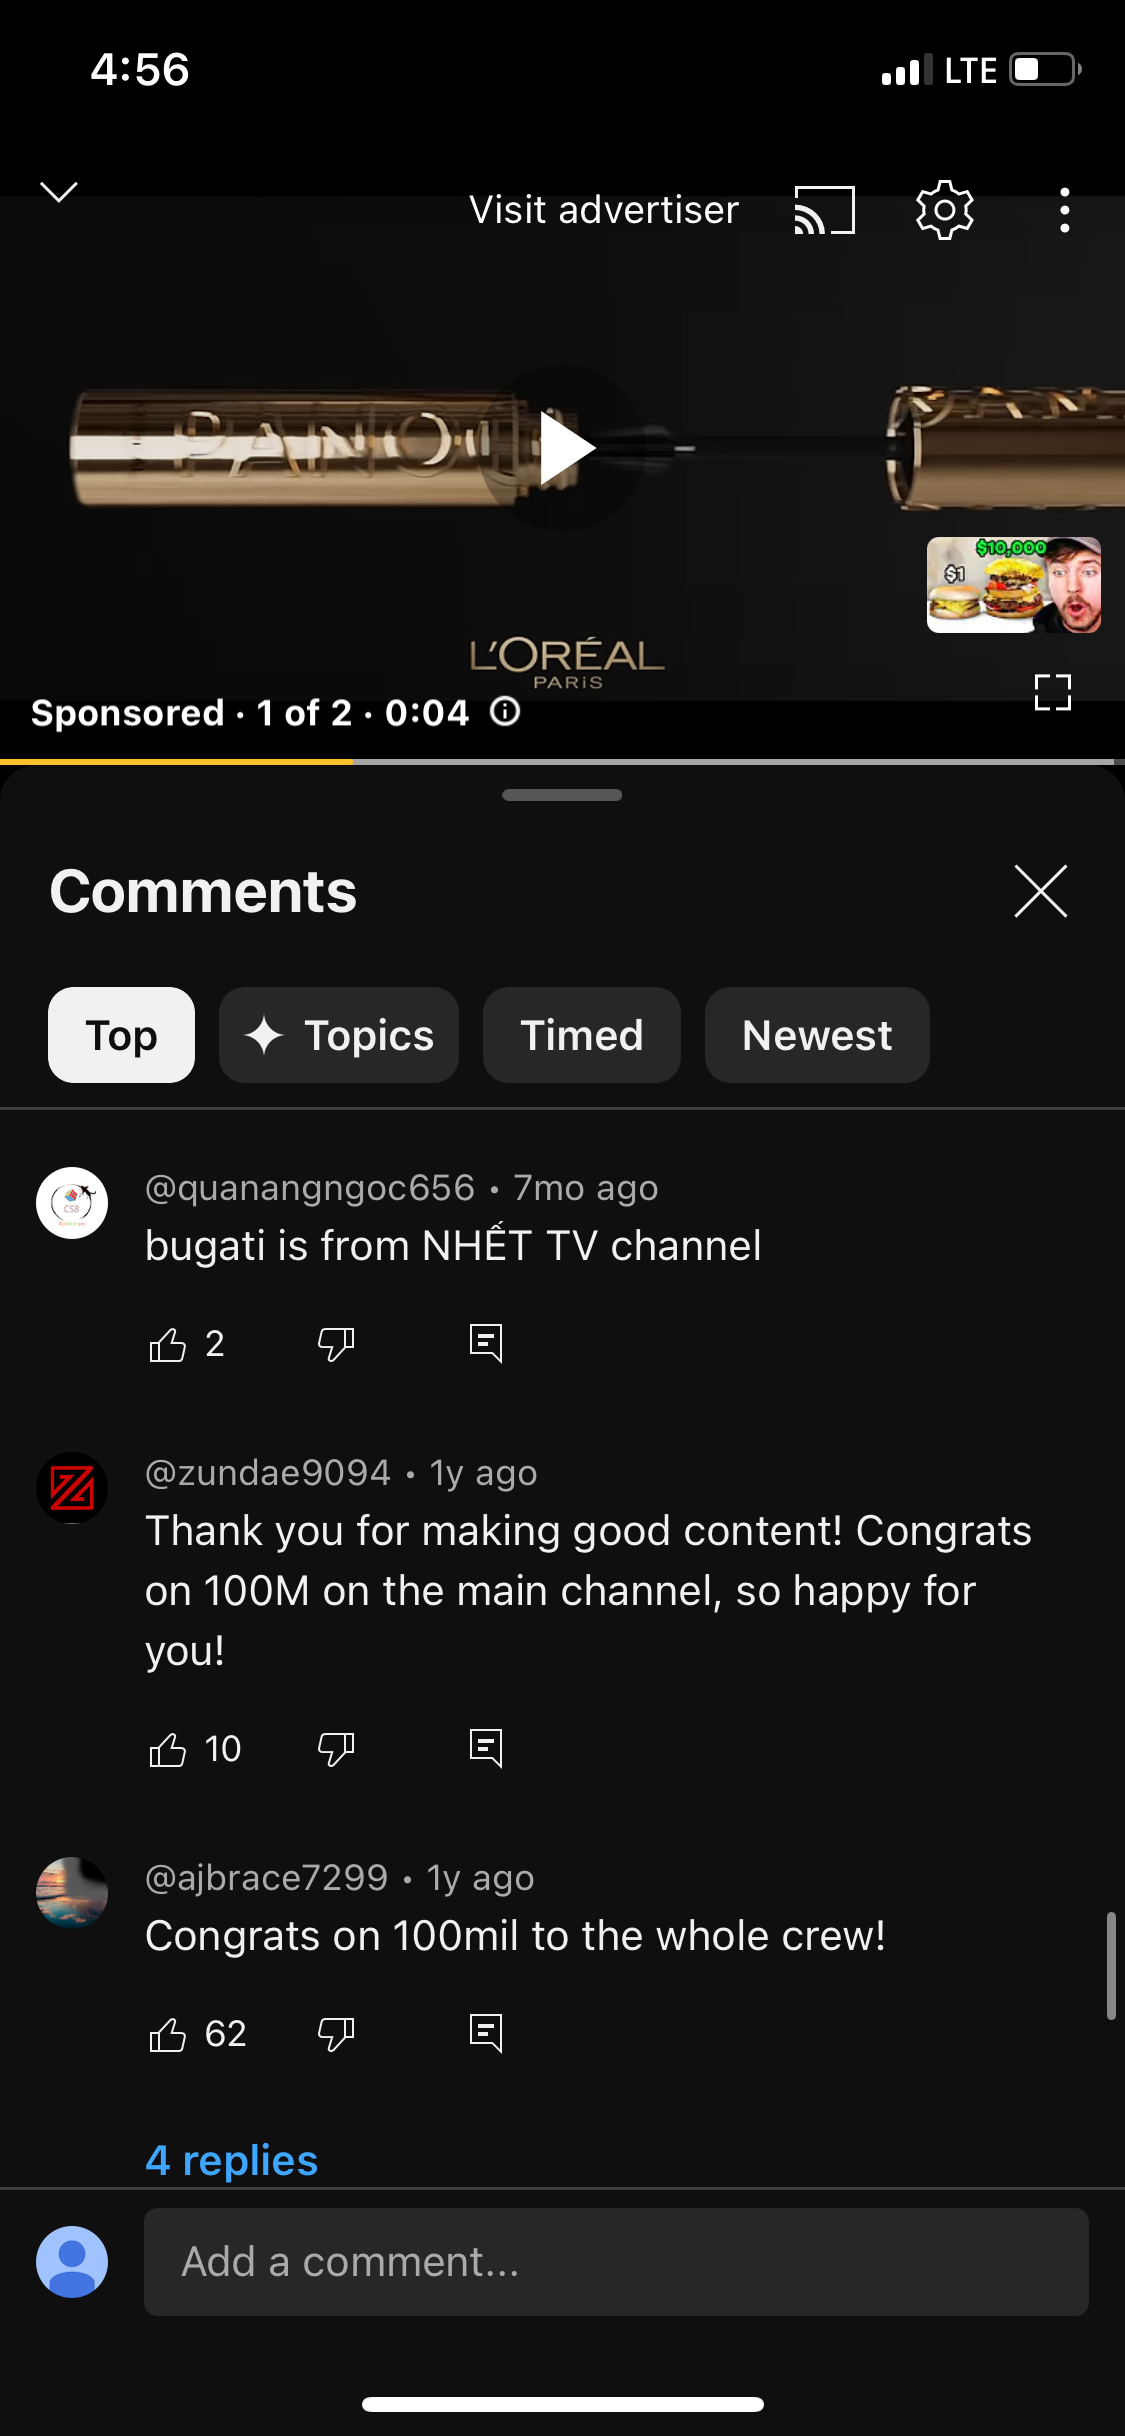 4:56
LTE
Visit advertiser
PANO
PAN
$10,000
$1
L'ORÉAL
PARIS
Sponsored · 1 of 2 · 0:04
Comments
Top
Topics
Timed
Newest
CSB
@quanangngoc656 · 7mo ago
bugati is from NHẾT TV channel
2
@zundae9094 · 1y ago
Thank you for making good content! Congrats
on 100M on the main channel, so happy for
you!
10
@ajbrace7299 · 1y ago
Congrats on 100mil to the whole crew!
62
4 replies
Add a comment...